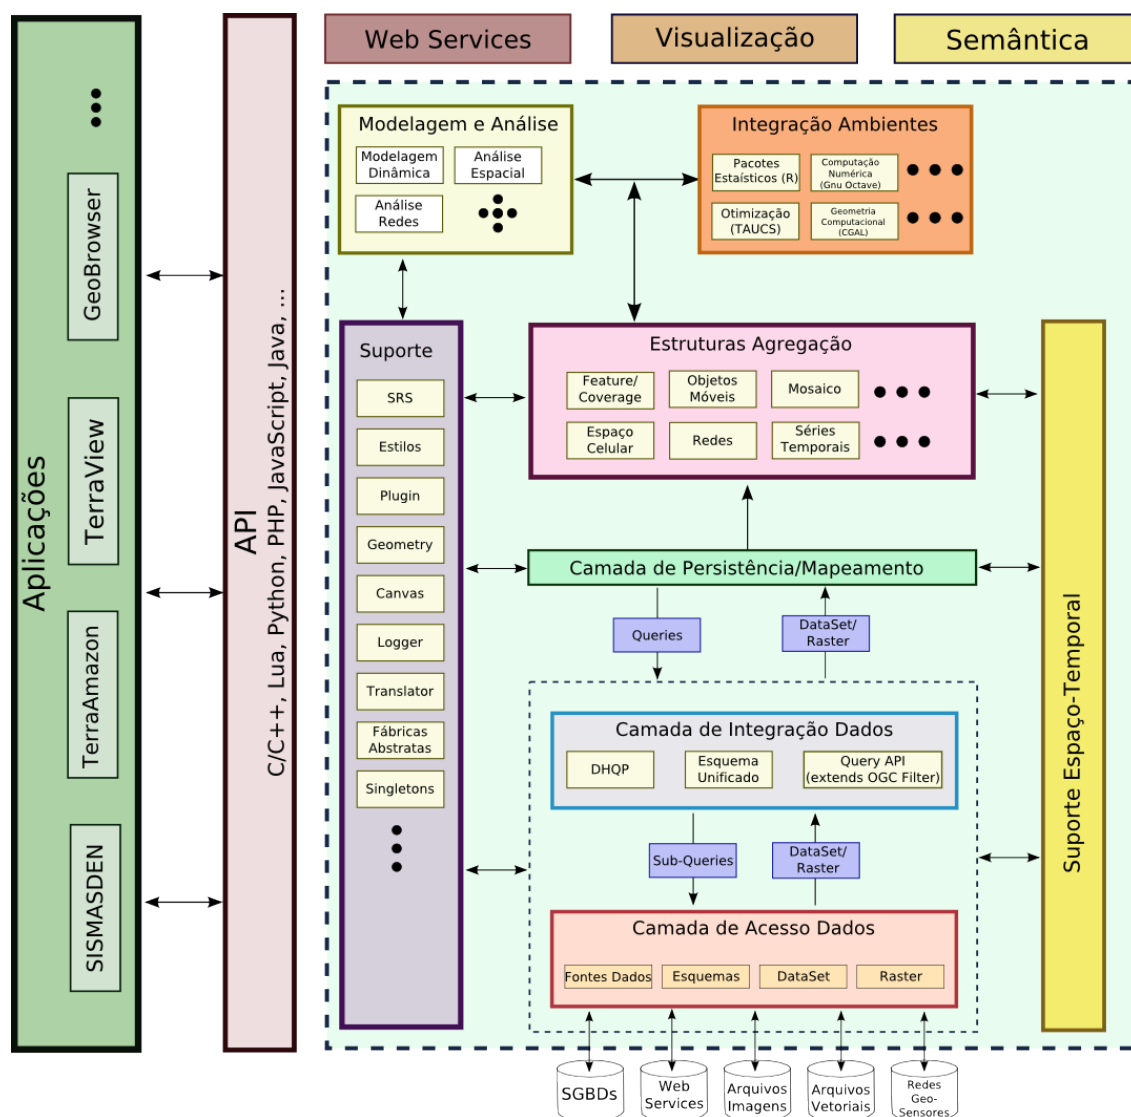 Aplicações
GeoBrowser
TerraView
TerraAmazon
SISMASDEN
API
C/C++, Lua, Python, PHP, JavaScript, Java, ...
Web Services
Visualização
Semântica
Modelagem e Análise
Modelagem
Dinâmica
Análise
Espacial
Análise
Redes
Integração Ambientes
Pacotes
Estaísticos (R)
Computação
Numérica
(Gnu Octave)
Otimização
(TAUCS)
Geometria
Computacional
(CGAL)
Suporte
SRS
Estilos
Plugin
Geometry
Canvas
Logger
Translator
Fábricas
Abstratas
Singletons
Estruturas Agregação
Feature/
Coverage
Objetos
Móveis
Mosaico
Espaço
Celular
Redes
Séries
Temporais
Camada de Persistência/Mapeamento
Queries
DataSet/
Raster
Camada de Integração Dados
DHQP
Esquema
Unificado
Query API
(extends OGC Filter)
Sub-Queries
DataSet/
Raster
Camada de Acesso Dados
Fontes Dados
Esquemas
DataSet
Raster
Suporte Espaço-Temporal
SGBDs
Web
Services
Arquivos
Imagens
Arquivos
Vetoriais
Redes
Geo-
Sensores